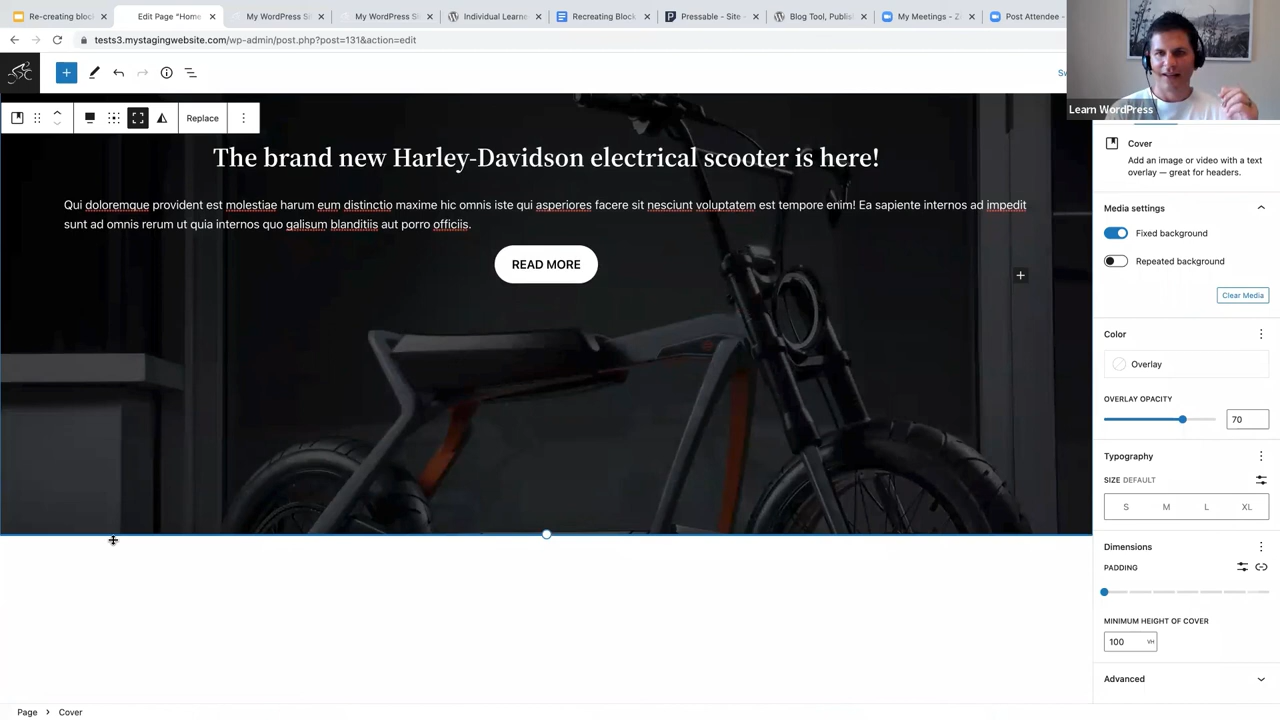 Re-creating block
Edit Page “Home
My WordPress Si
My WordPress Si
Individual Learne
Recreating Block
Pressable - Site -
Blog Tool, Publis
My Meetings - Z
Post Attendee -
tests3.mystagingwebsite.com/wp-admin/post.php?post=131&action=edit
Learn WordPress
Replace
The brand new Harley-Davidson electrical scooter is here!
Qui doloremque provident est molestiae harum eum distinctio maxime hic omnis iste qui asperiores facere sit nesciunt voluptatem est tempore enim! Ea sapiente internos ad impedit
sunt ad omnis rerum ut quia internos quo galisum blanditiis aut porro officiis.
READ MORE
Cover
Add an image or video with a text
overlay — great for headers.
Media settings
Fixed background
Repeated background
Clear Media
Color
Overlay
OVERLAY OPACITY
70
Typography
SIZE DEFAULT
S M L XL
Dimensions
PADDING
MINIMUM HEIGHT OF COVER
100 VH
Advanced
Page > Cover